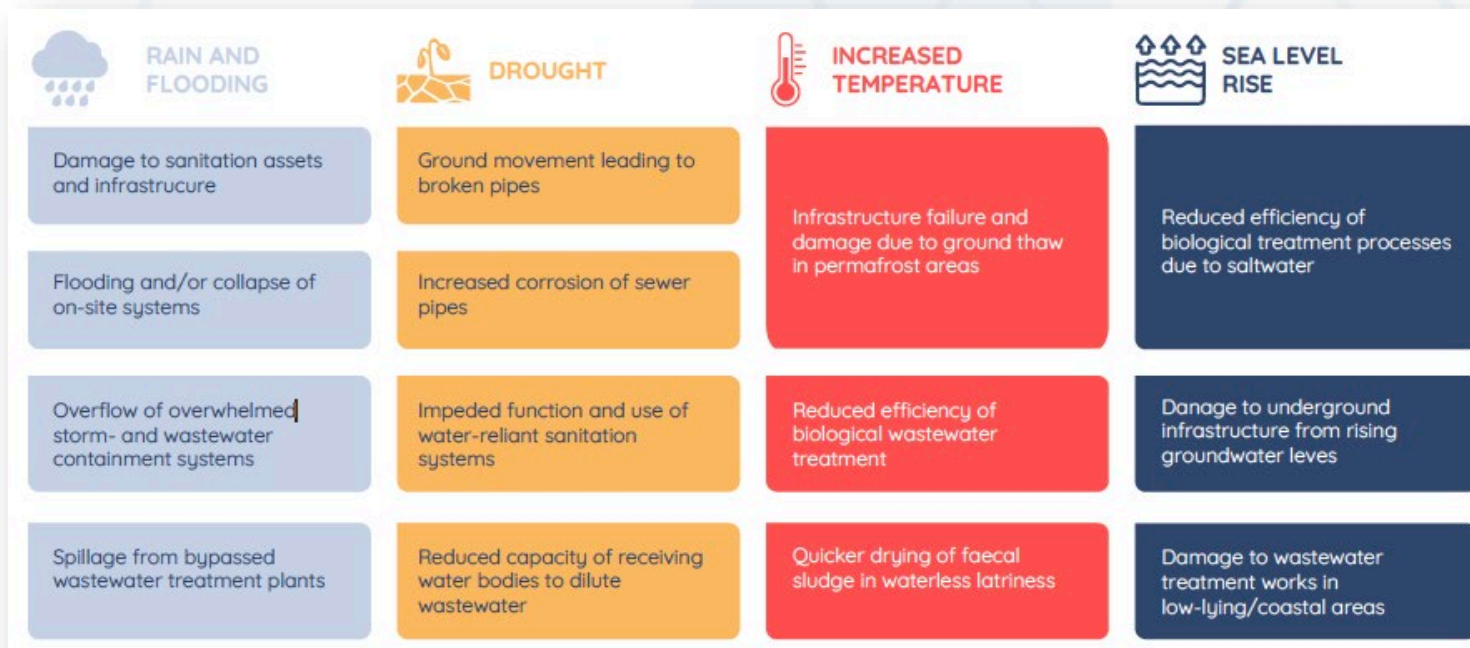 RAIN AND
FLOODING
Damage to sanitation assets
and infrastrucure
Flooding and/or collapse of
on-site systems
Overflow of overwhelmed
storm- and wastewater
containment systems
Spillage from bypassed
wastewater treatment plants
DROUGHT
Ground movement leading to
broken pipes
Increased corrosion of sewer
pipes
Impeded function and use of
water-reliant sanitation
systems
Reduced capacity of receiving
water bodies to dilute
wastewater
INCREASED
TEMPERATURE
Infrastructure failure and
damage due to ground thaw
in permafrost areas
Reduced efficiency of
biological wastewater
treatment
Quicker drying of faecal
sludge in waterless latriness
SEA LEVEL
RISE
Reduced efficiency of
biological treatment processes
due to saltwater
Danage to underground
infrastructure from rising
groundwater leves
Damage to wastewater
treatment works in
low-lying/coastal areas